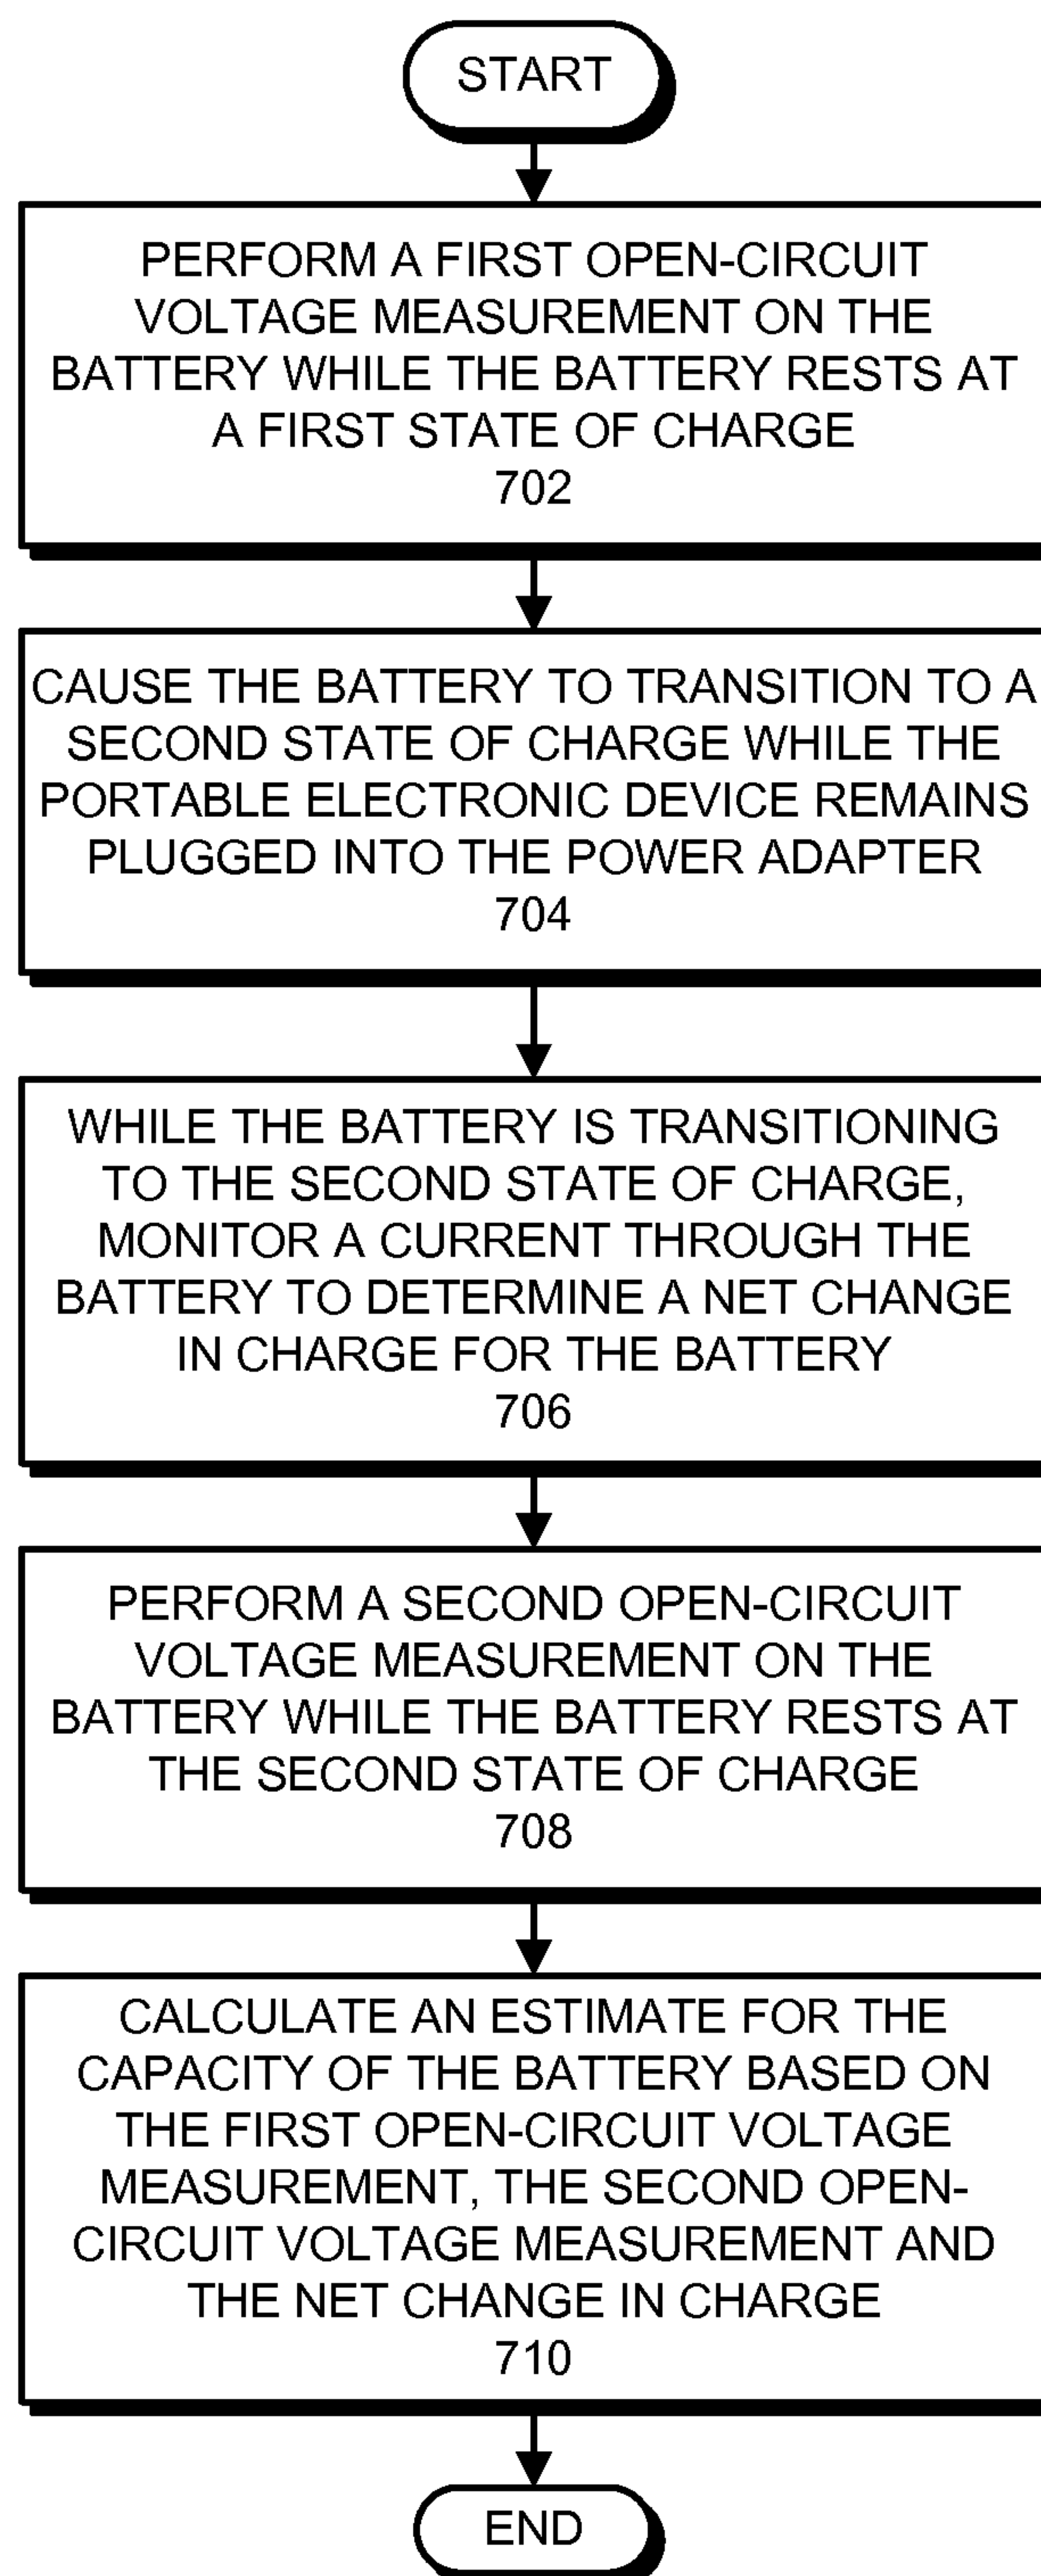 START
PERFORM A FIRST OPEN-CIRCUIT
VOLTAGE MEASUREMENT ON THE
BATTERY WHILE THE BATTERY RESTS AT
A FIRST STATE OF CHARGE
702
CAUSE THE BATTERY TO TRANSITION TO A
SECOND STATE OF CHARGE WHILE THE
PORTABLE ELECTRONIC DEVICE REMAINS
PLUGGED INTO THE POWER ADAPTER
704
WHILE THE BATTERY IS TRANSITIONING
TO THE SECOND STATE OF CHARGE,
MONITOR A CURRENT THROUGH THE
BATTERY TO DETERMINE A NET CHANGE
IN CHARGE FOR THE BATTERY
706
PERFORM A SECOND OPEN-CIRCUIT
VOLTAGE MEASUREMENT ON THE
BATTERY WHILE THE BATTERY RESTS AT
THE SECOND STATE OF CHARGE
708
CALCULATE AN ESTIMATE FOR THE
CAPACITY OF THE BATTERY BASED ON
THE FIRST OPEN-CIRCUIT VOLTAGE
MEASUREMENT, THE SECOND OPEN-
CIRCUIT VOLTAGE MEASUREMENT AND
THE NET CHANGE IN CHARGE
710
END